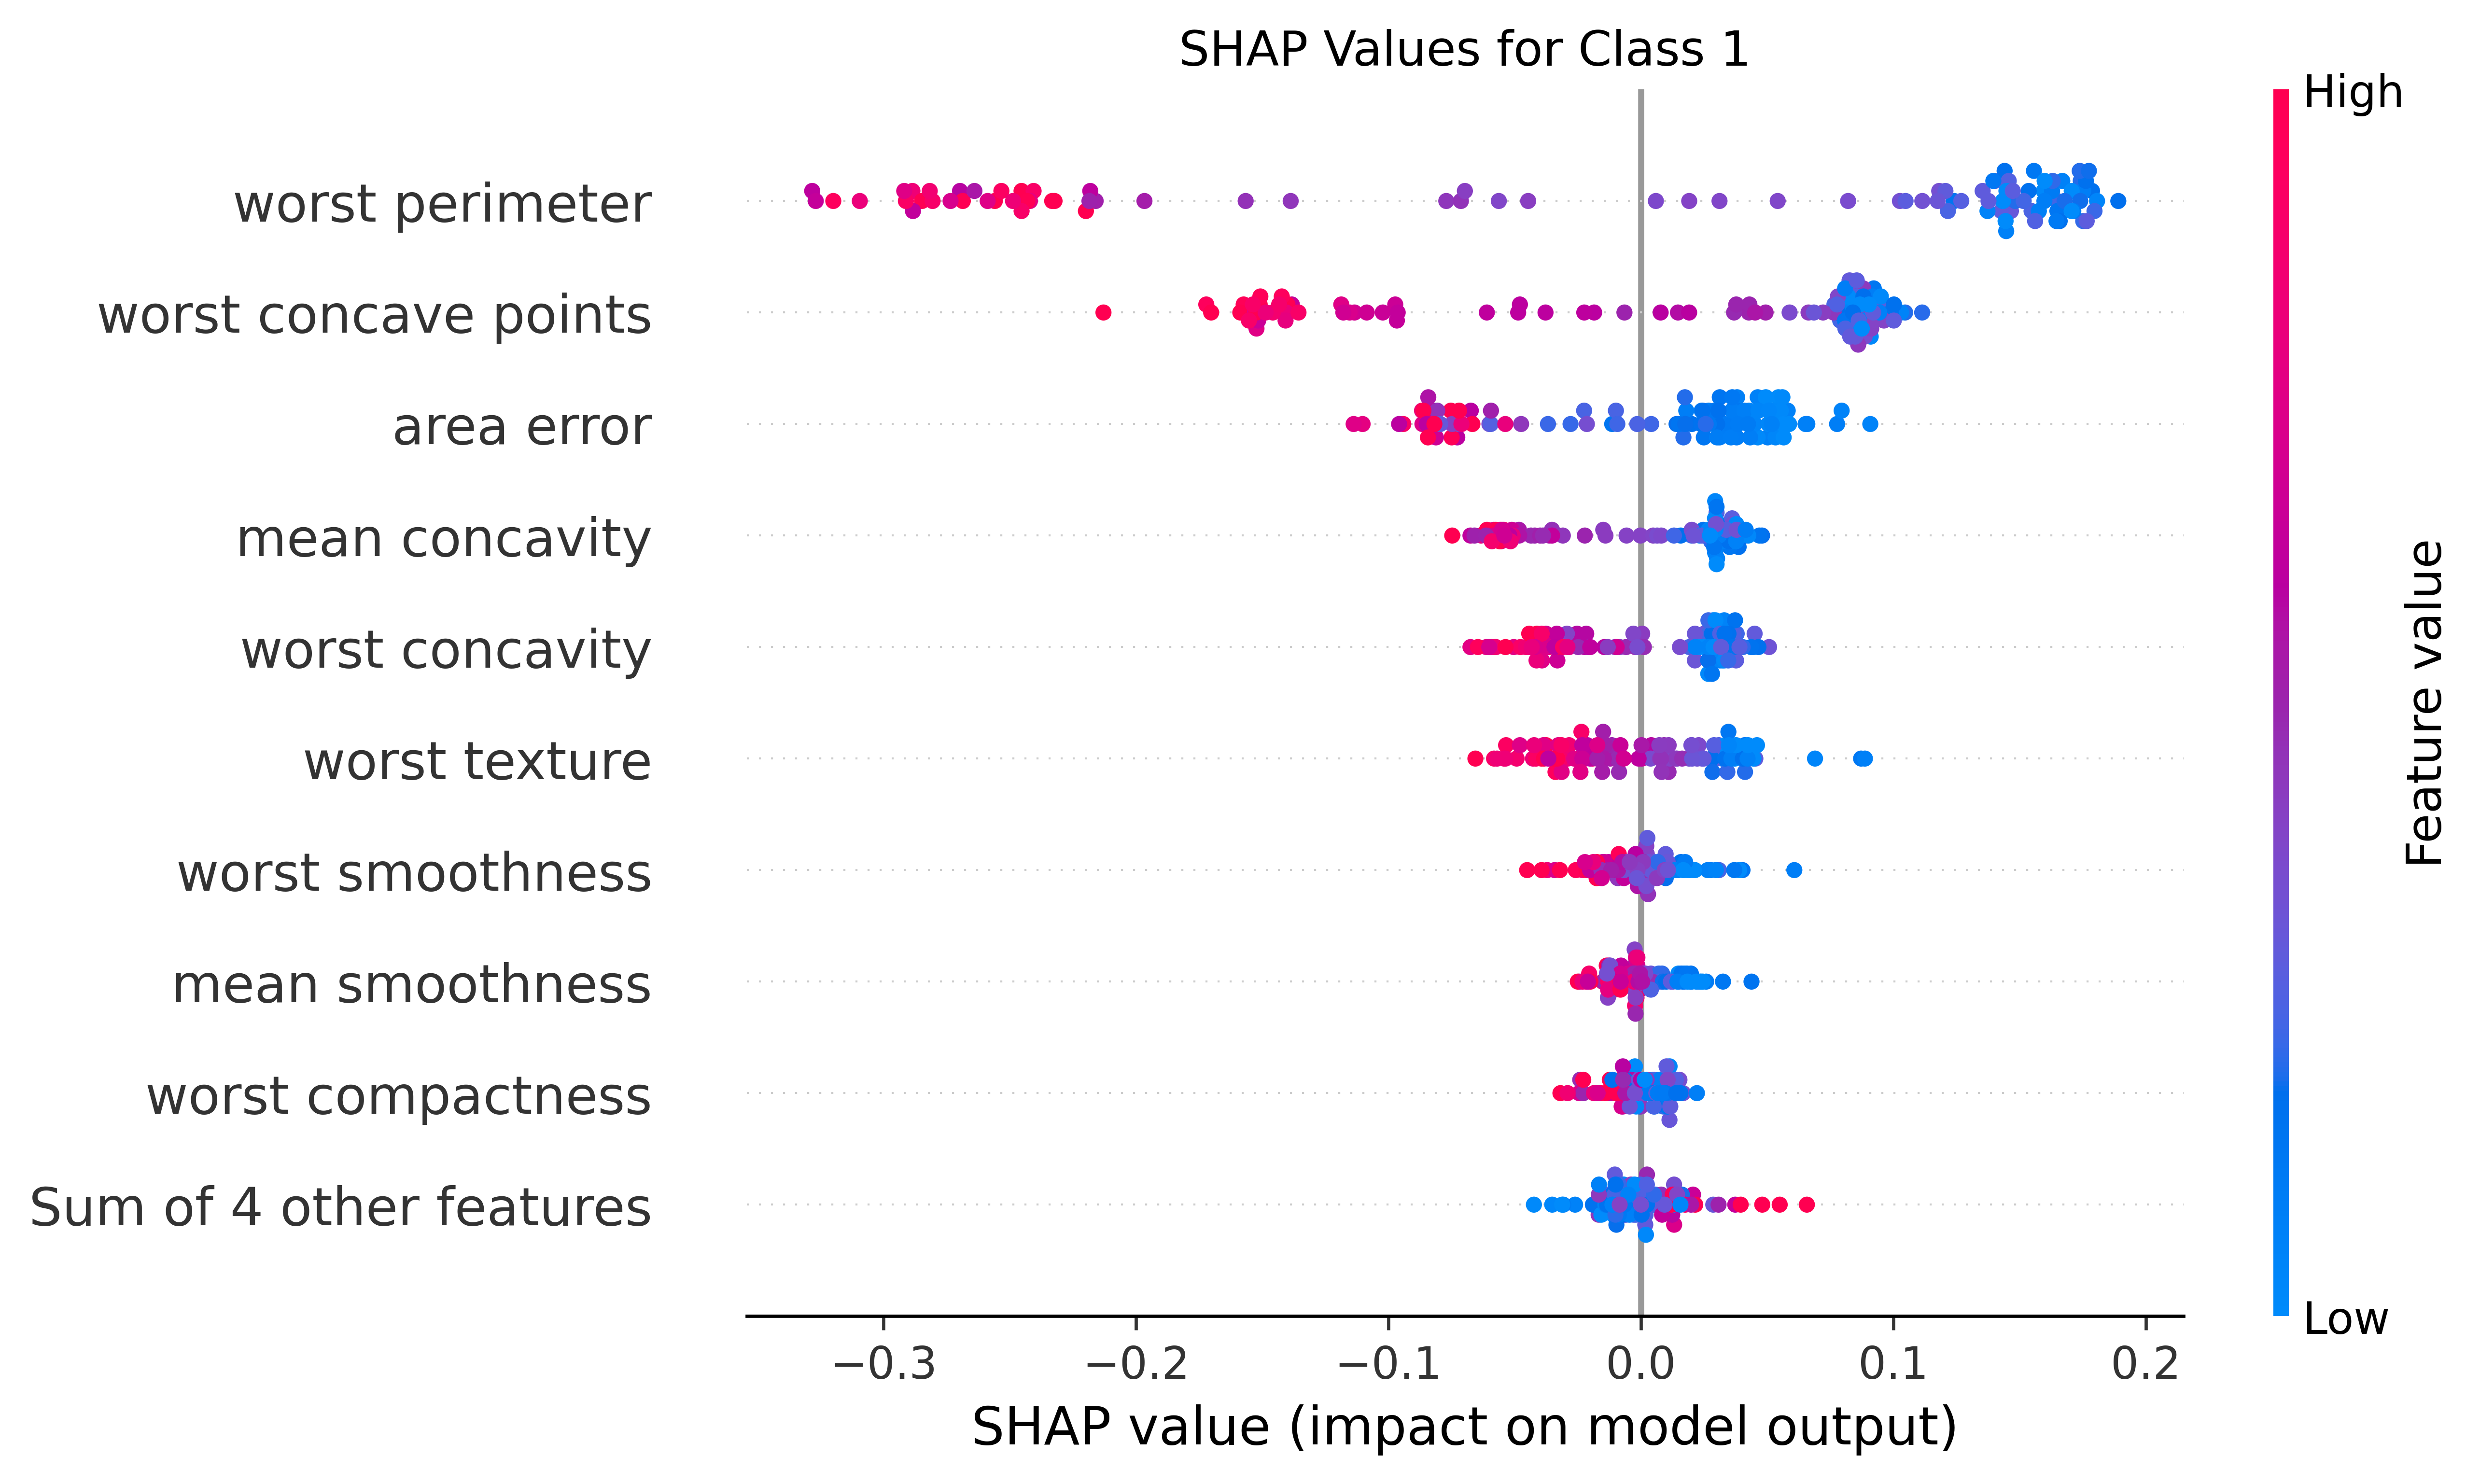 SHAP Values for Class 1
High
worst perimeter
worst concave points
area error
mean concavity
worst concavity
worst texture
worst smoothness
mean smoothness
worst compactness
Sum of 4 other features
Feature value
Low
−0.3 −0.2 −0.1 0.0 0.1 0.2
SHAP value (impact on model output)